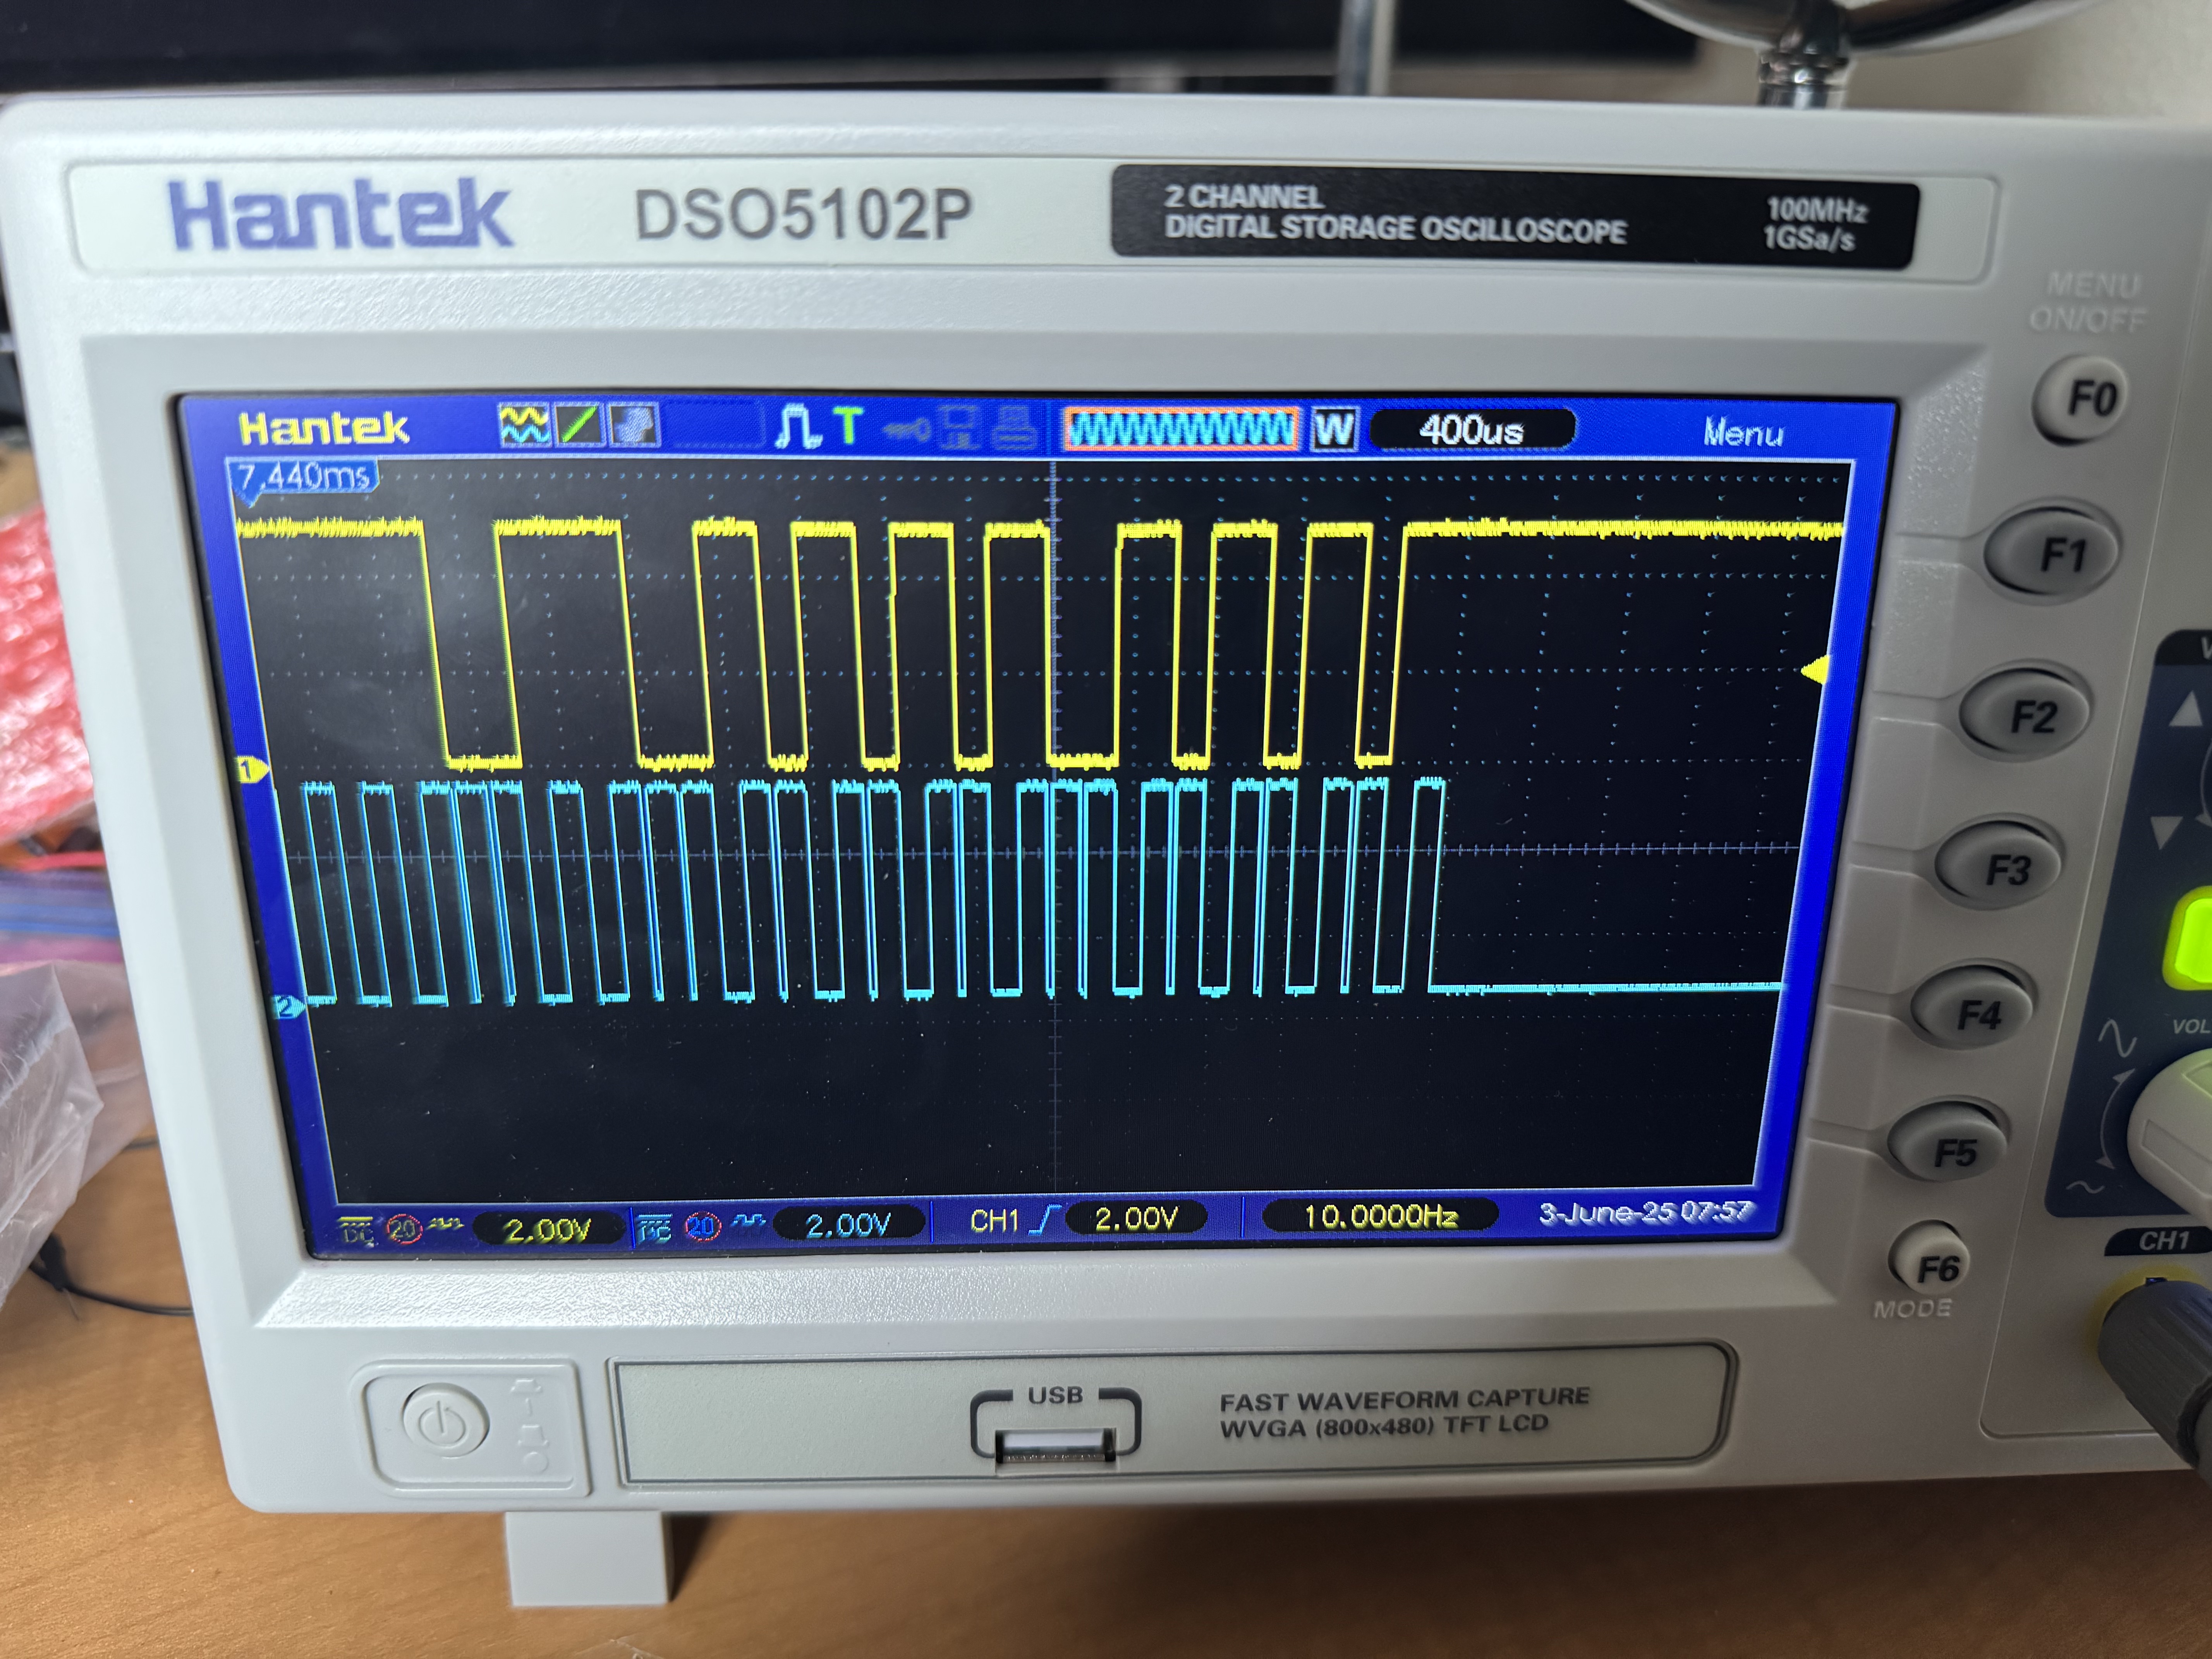 Hantek DSO5102P
2 CHANNEL
DIGITAL STORAGE OSCILLOSCOPE
100MHz
1GSa/s
MENU
ON/OFF
F0
Hantek T W 400us Menu
7.440ms
F1
F2
1
F3
2
F4
VOL
F5
DC 20 2.00V 20 2.00V CH1 2.00V 10.0000Hz 3-June-25 07:57
CH1
F6
MODE
USB
FAST WAVEFORM CAPTURE
WVGA (800x480) TFT LCD